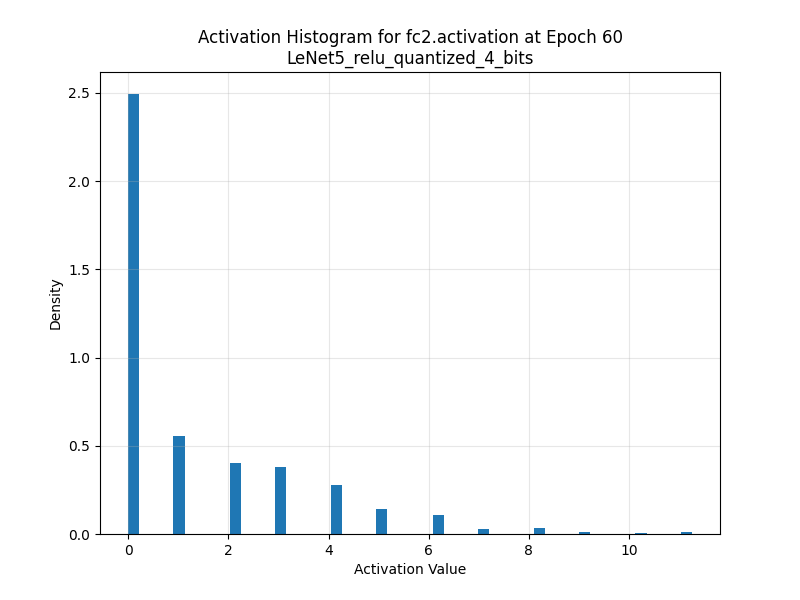 Activation Histogram for fc2.activation at Epoch 60
LeNet5_relu_quantized_4_bits
2.5
2.0
1.5
1.0
0.5
0.0
Density
0 2 4 6 8 10
Activation Value